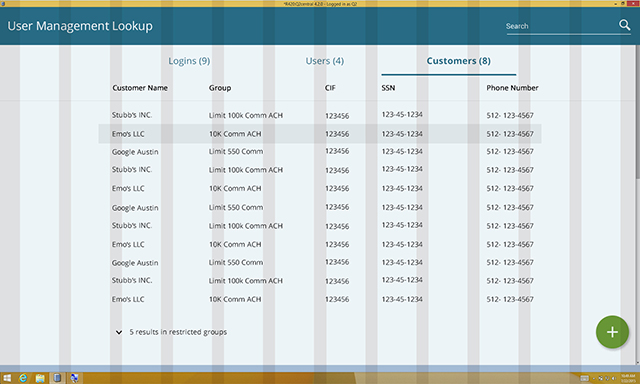 *R420 Q2central 4.2.0 - Logged in as Q2
User Management Lookup
Search
Logins (9) Users (4) Customers (8)
Customer Name Group CIF SSN Phone Number
Stubb's INC. Limit 100k Comm ACH 123456 123-45-1234 512- 123-4567
Emo's LLC 10K Comm ACH 123456 123-45-1234 512- 123-4567
Google Austin Limit 550 Comm 123456 123-45-1234 512- 123-4567
Stubb's INC. Limit 100k Comm ACH 123456 123-45-1234 512- 123-4567
Emo's LLC 10K Comm ACH 123456 123-45-1234 512- 123-4567
Google Austin Limit 550 Comm 123456 123-45-1234 512- 123-4567
Stubb's INC. Limit 100k Comm ACH 123456 123-45-1234 512- 123-4567
Emo's LLC 10K Comm ACH 123456 123-45-1234 512- 123-4567
Google Austin Limit 550 Comm 123456 123-45-1234 512- 123-4567
Stubb's INC. Limit 100k Comm ACH 123456 123-45-1234 512- 123-4567
Emo's LLC 10K Comm ACH 123456 123-45-1234 512- 123-4567
5 results in restricted groups